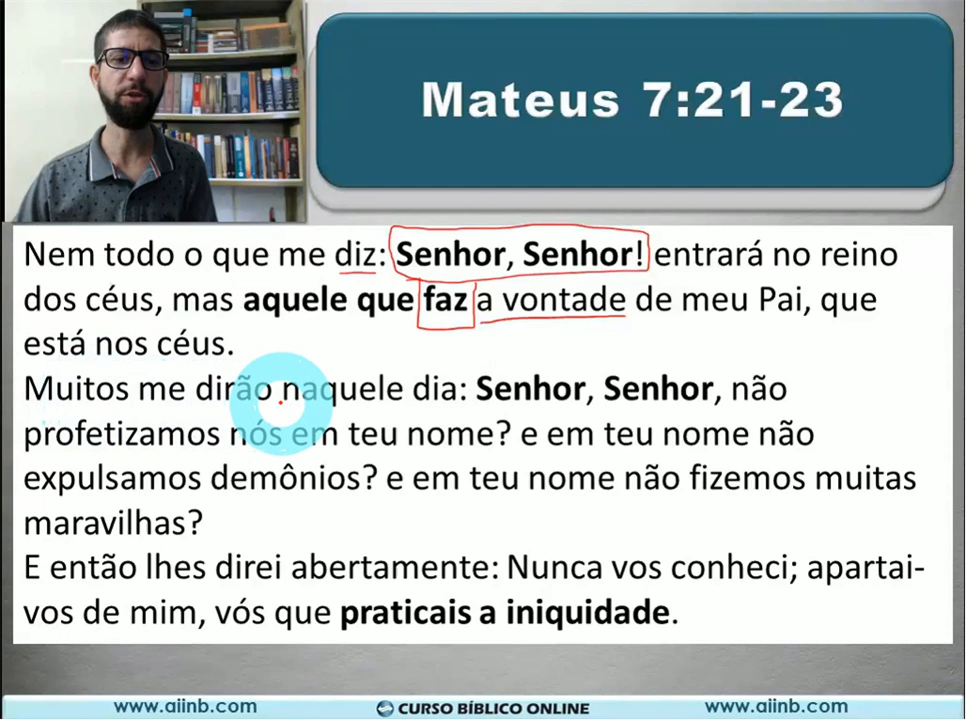 Mateus 7:21-23
Nem todo o que me diz: Senhor, Senhor! entrará no reino
dos céus, mas aquele que faz a vontade de meu Pai, que
está nos céus.
Muitos me dirão naquele dia: Senhor, Senhor, não
profetizamos nós em teu nome? e em teu nome não
expulsamos demônios? e em teu nome não fizemos muitas
maravilhas?
E então lhes direi abertamente: Nunca vos conheci; apartai-
vos de mim, vós que praticais a iniquidade.
www.aiinb.com CURSO BÍBLICO ONLINE www.aiinb.com